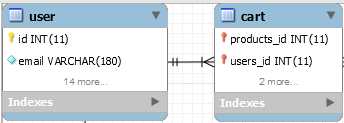 user
id INT(11)
email VARCHAR(180)
14 more...
Indexes
cart
products_id INT(11)
users_id INT(11)
2 more...
Indexes